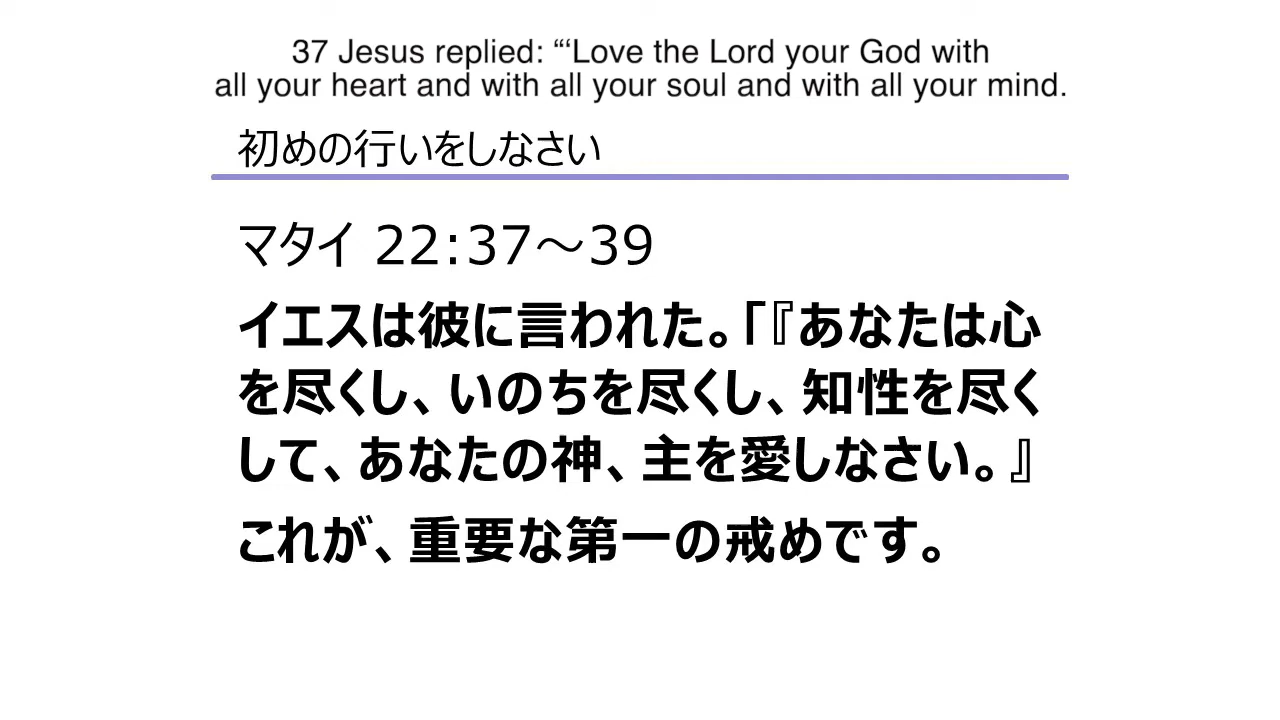 37 Jesus replied: “‘Love the Lord your God with
all your heart and with all your soul and with all your mind.
初めの行いをしなさい
マタイ 22:37～39
イエスは彼に言われた。「『あなたは心
を尽くし、いのちを尽くし、知性を尽く
して、あなたの神、主を愛しなさい。』
これが、重要な第一の戒めです。